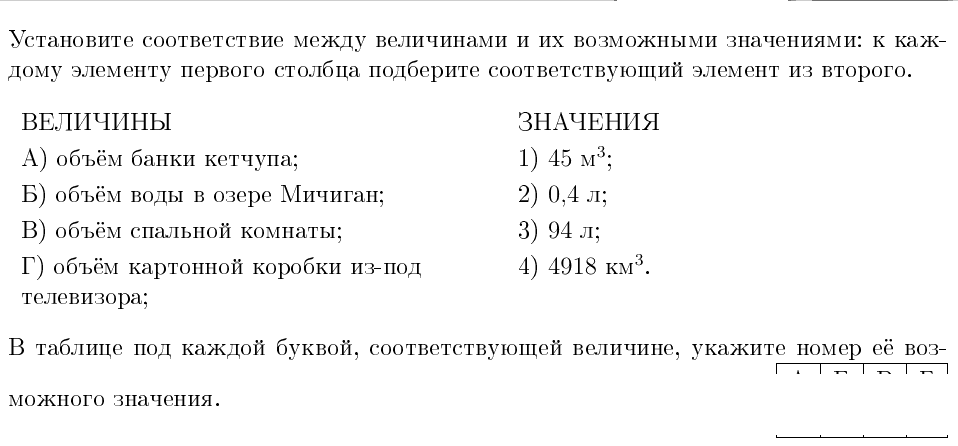 Установите соответствие между величинами и их возможными значениями: к каж-
дому элементу первого столбца подберите соответствующий элемент из второго.
ВЕЛИЧИНЫ
А) объём банки кетчупа;
Б) объём воды в озере Мичиган;
В) объём спальной комнаты;
Г) объём картонной коробки из-под
телевизора;
ЗНАЧЕНИЯ
1) 45 м³;
2) 0,4 л;
3) 94 л;
4) 4918 км³.
В таблице под каждой буквой, соответствующей величине, укажите номер её воз-
можного значения.